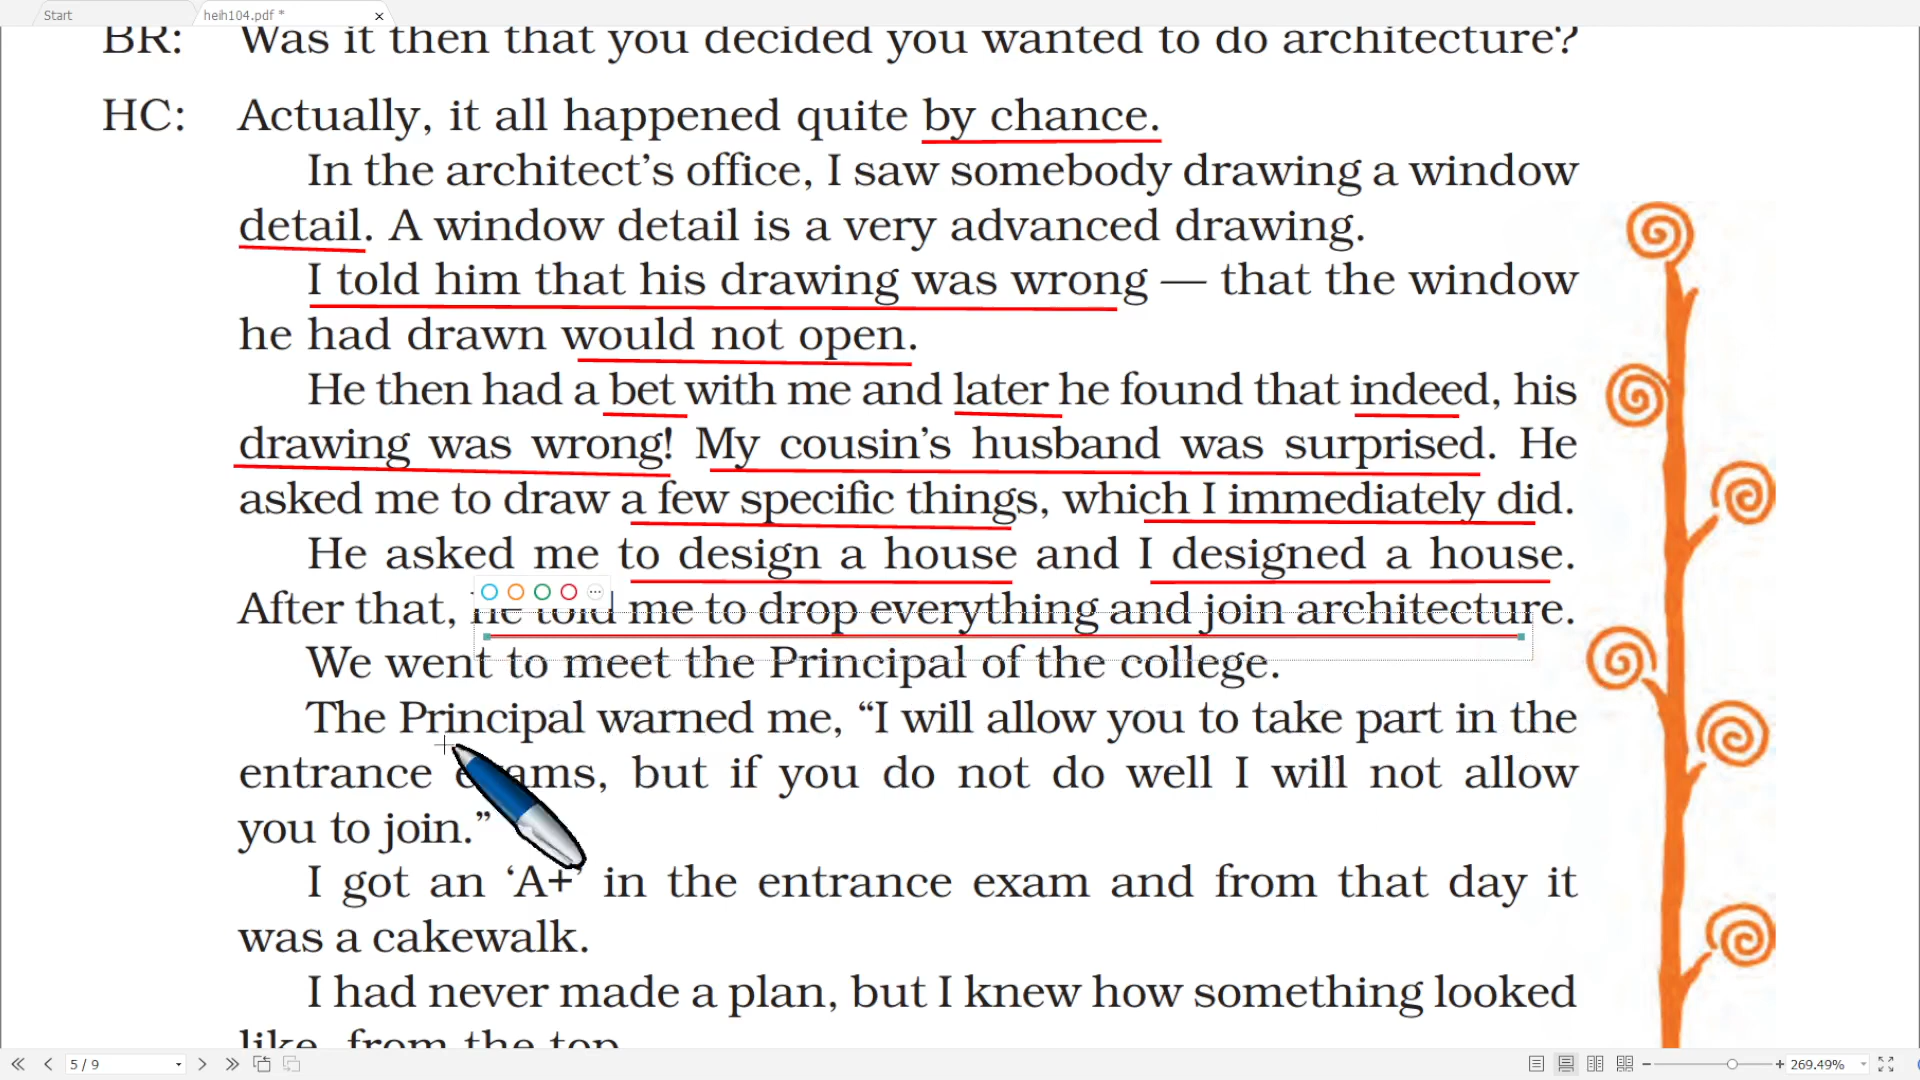 Start
heih104.pdf *
BR: Was it then that you decided you wanted to do architecture?
HC: Actually, it all happened quite by chance.
In the architect's office, I saw somebody drawing a window
detail. A window detail is a very advanced drawing.
I told him that his drawing was wrong — that the window
he had drawn would not open.
He then had a bet with me and later he found that indeed, his
drawing was wrong! My cousin's husband was surprised. He
asked me to draw a few specific things, which I immediately did.
He asked me to design a house and I designed a house.
After that, he told me to drop everything and join architecture.
We went to meet the Principal of the college.
The Principal warned me, “I will allow you to take part in the
entrance exams, but if you do not do well I will not allow
you to join.”
I got an ‘A+’ in the entrance exam and from that day it
was a cakewalk.
I had never made a plan, but I knew how something looked
like, from the top.
5 / 9
269.49%